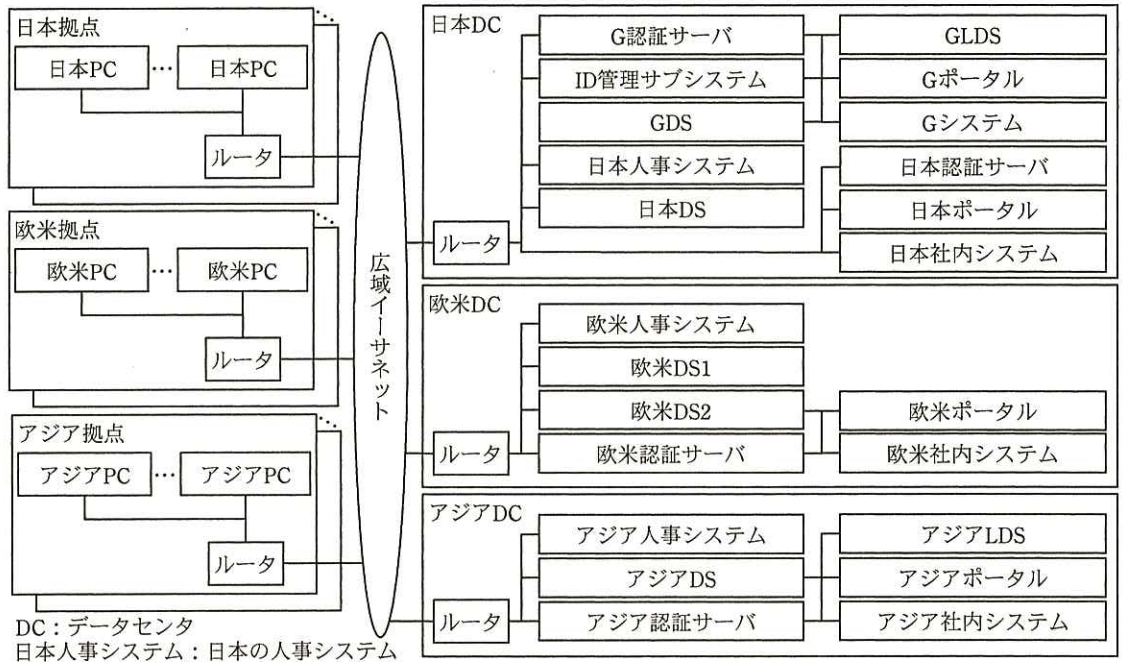 日本拠点
日本PC … 日本PC
ルータ
欧米拠点
欧米PC … 欧米PC
ルータ
アジア拠点
アジアPC … アジアPC
ルータ
広域イーサネット
日本DC
G認証サーバ
GLDS
ID管理サブシステム
Gポータル
GDS
Gシステム
日本人事システム
日本認証サーバ
日本DS
日本ポータル
ルータ
日本社内システム
欧米DC
欧米人事システム
欧米DS1
欧米DS2
欧米ポータル
ルータ
欧米認証サーバ
欧米社内システム
アジアDC
アジア人事システム
アジアLDS
アジアDS
アジアポータル
ルータ
アジア認証サーバ
アジア社内システム
DC：データセンタ
日本人事システム：日本の人事システム